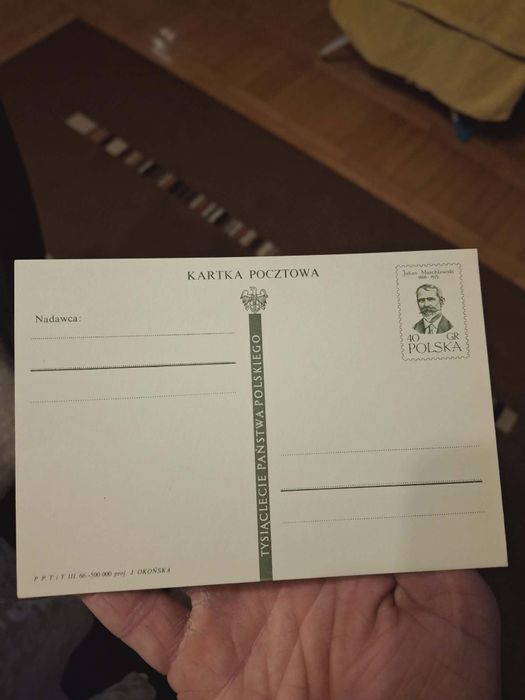 KARTKA POCZTOWA
Julian Marchlewski
1866-1925
40 GR
POLSKA
Nadawca:
TYSIĄCLECIE PAŃSTWA POLSKIEGO
P. P. T i T. III. 66.-500.000 proj. J. OKOŃSKA